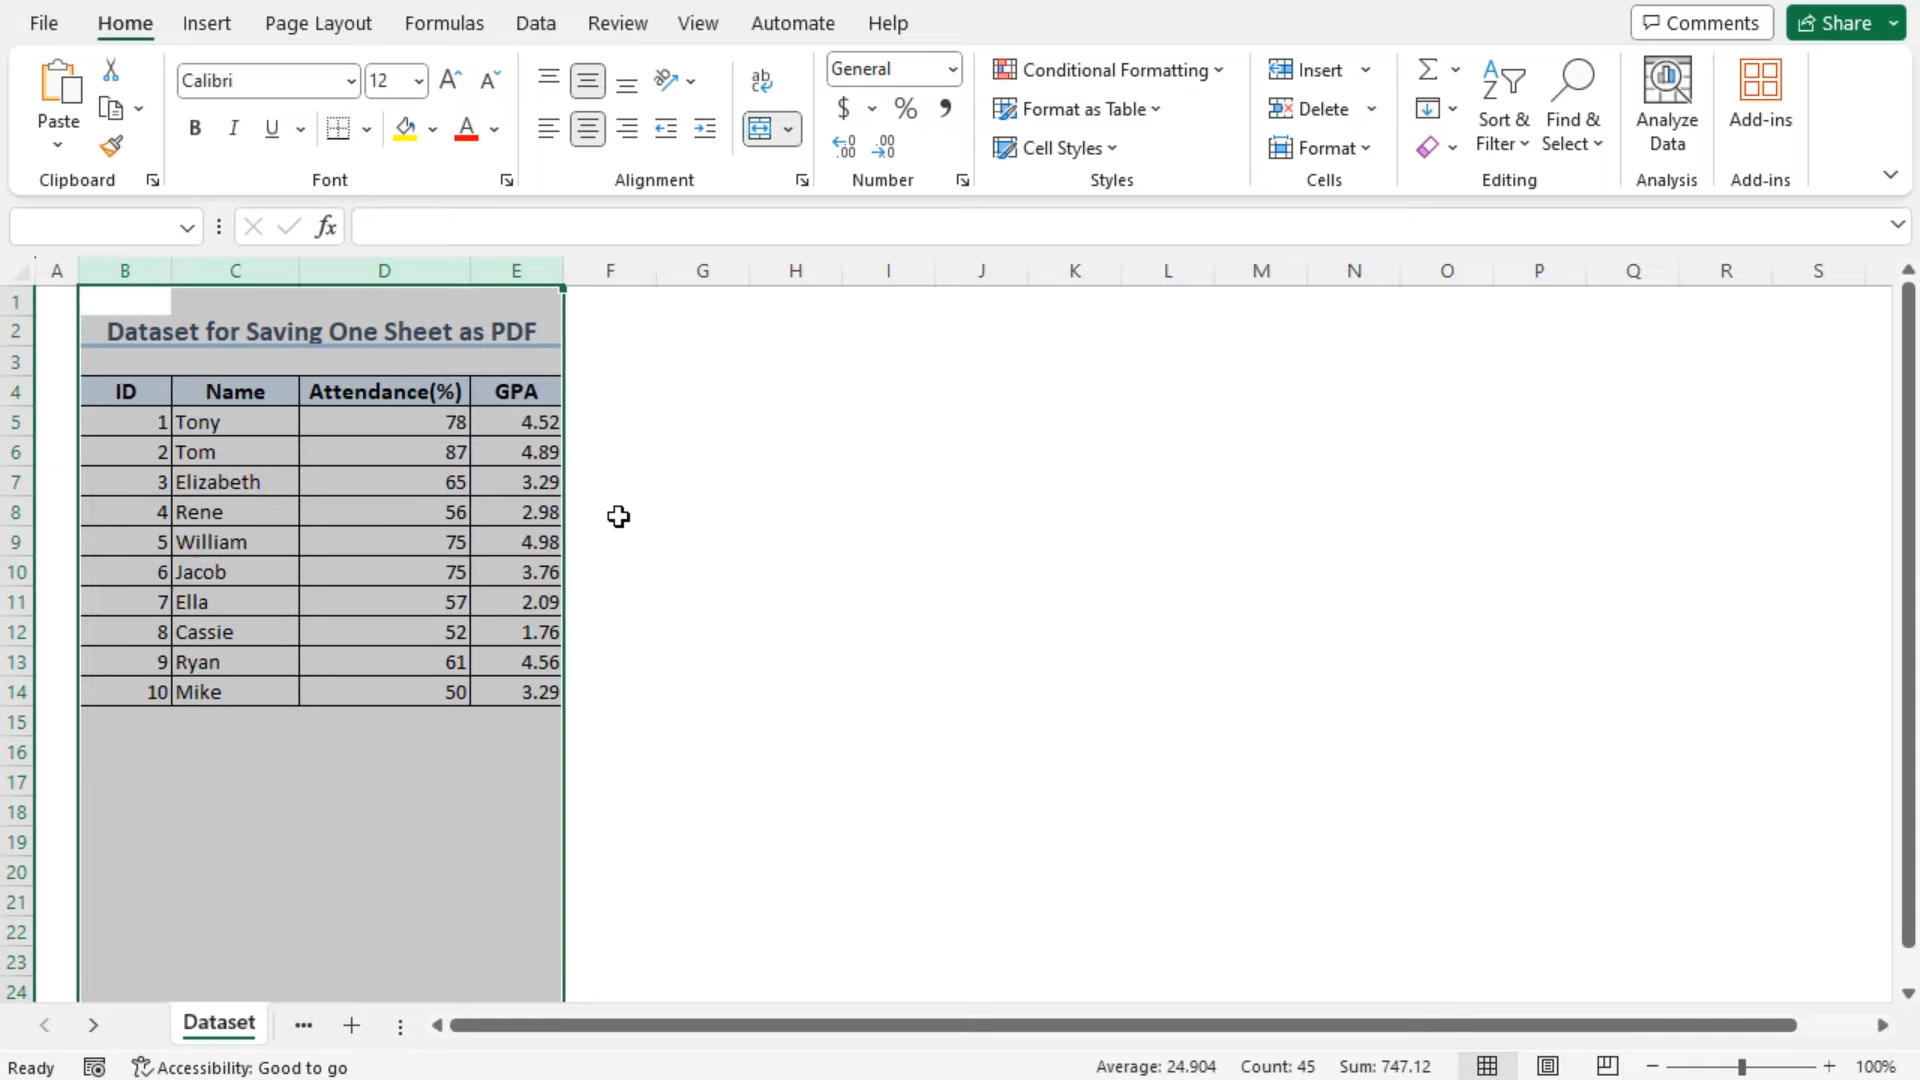 File Home Insert Page Layout Formulas Data Review View Automate Help Comments Share
Paste
Clipboard
Calibri 12 A^ Aˇ
B I U A
Font
ab
Alignment
General
$ % ,
Number
Conditional Formatting
Format as Table
Cell Styles
Styles
Insert
Delete
Format
Cells
Sort &
Filter
Find &
Select
Editing
Analyze
Data
Analysis
Add-ins
Add-ins
fx
A B C D E F G H I J K L M N O P Q R S
1
2 Dataset for Saving One Sheet as PDF
3
4 ID Name Attendance(%) GPA
5 1 Tony 78 4.52
6 2 Tom 87 4.89
7 3 Elizabeth 65 3.29
8 4 Rene 56 2.98
9 5 William 75 4.98
10 6 Jacob 75 3.76
11 7 Ella 57 2.09
12 8 Cassie 52 1.76
13 9 Ryan 61 4.56
14 10 Mike 50 3.29
15
16
17
18
19
20
21
22
23
24
Dataset
Ready Accessibility: Good to go Average: 24.904 Count: 45 Sum: 747.12 100%